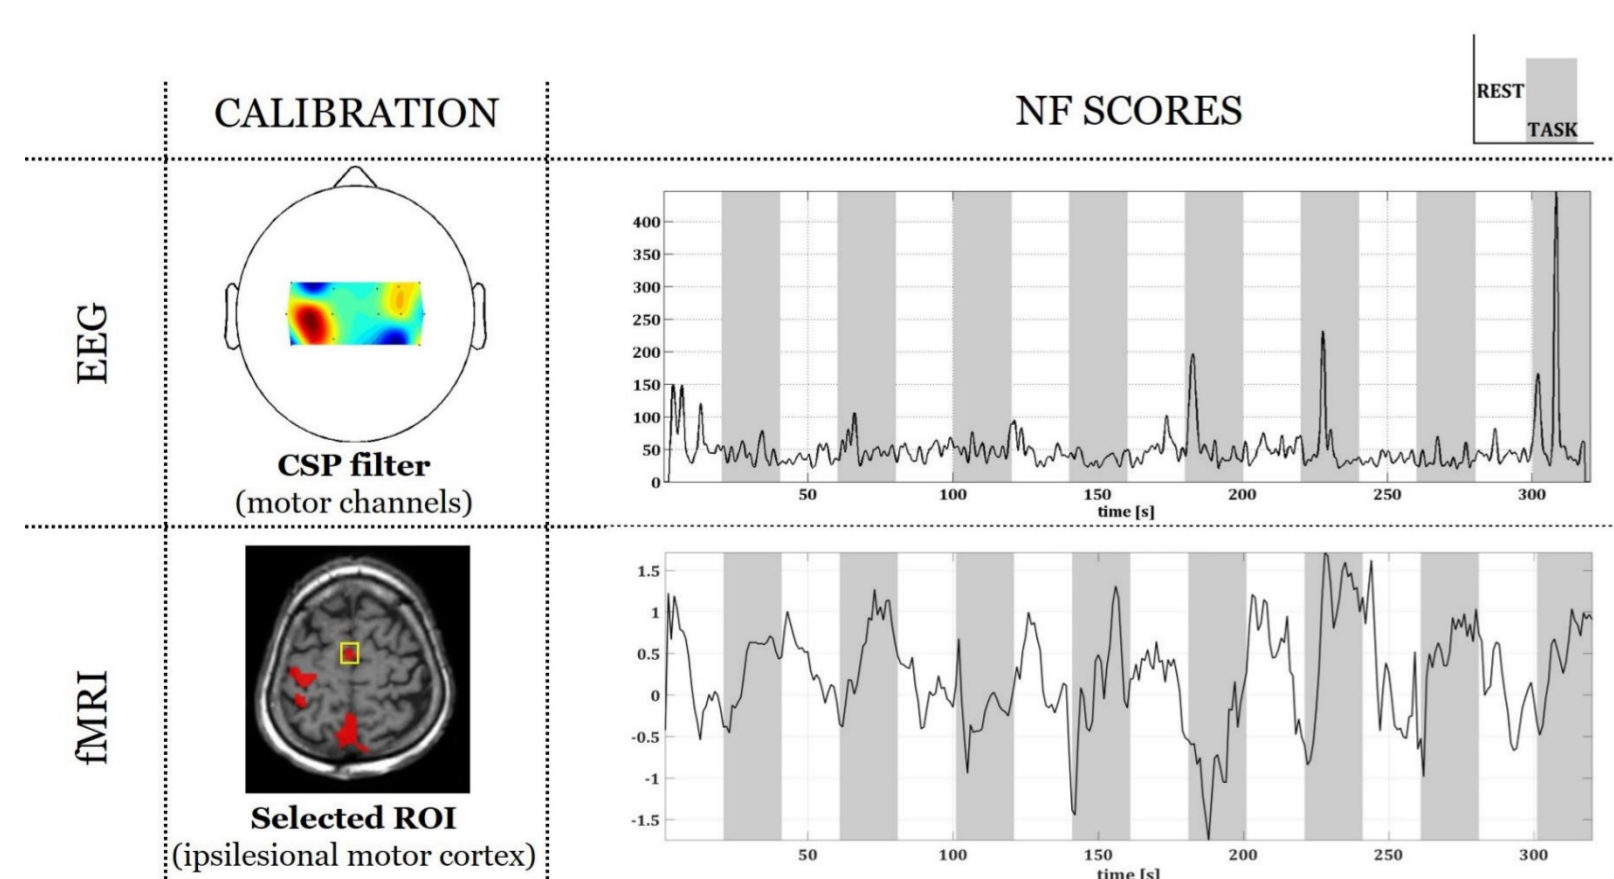 CALIBRATION
NF SCORES
REST
TASK
EEG
CSP filter
(motor channels)
400
350
300
250
200
150
100
50
0
50 100 150 200 250 300
time [s]
fMRI
Selected ROI
(ipsilesional motor cortex)
1.5
1
0.5
0
-0.5
-1
-1.5
50 100 150 200 250 300
time [s]